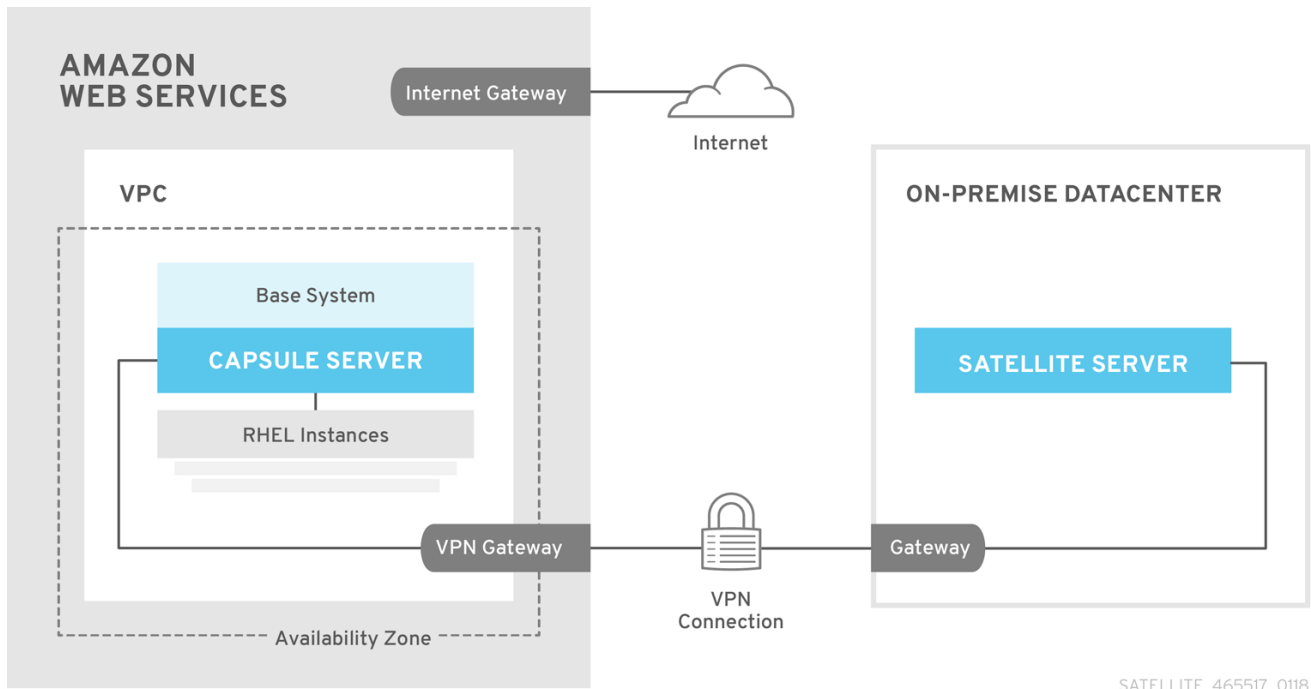 AMAZON
WEB SERVICES
Internet Gateway
Internet
VPC
ON-PREMISE DATACENTER
Base System
CAPSULE SERVER
SATELLITE SERVER
RHEL Instances
VPN Gateway
Gateway
VPN
Connection
Availability Zone
SATELLITE_465517_0118